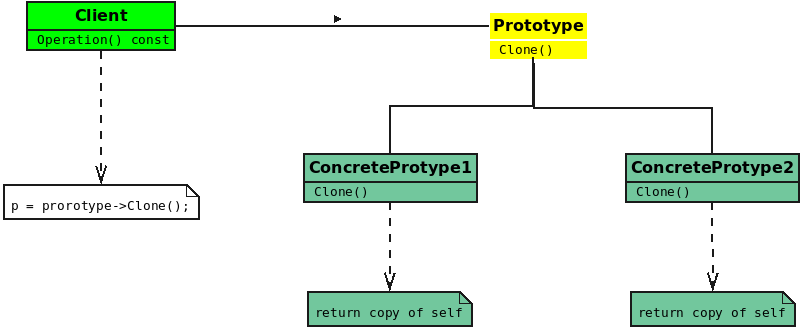 Client
Operation() const
Prototype
Clone()
ConcreteProtype1
Clone()
ConcreteProtype2
Clone()
p = prorotype->Clone();
return copy of self
return copy of self